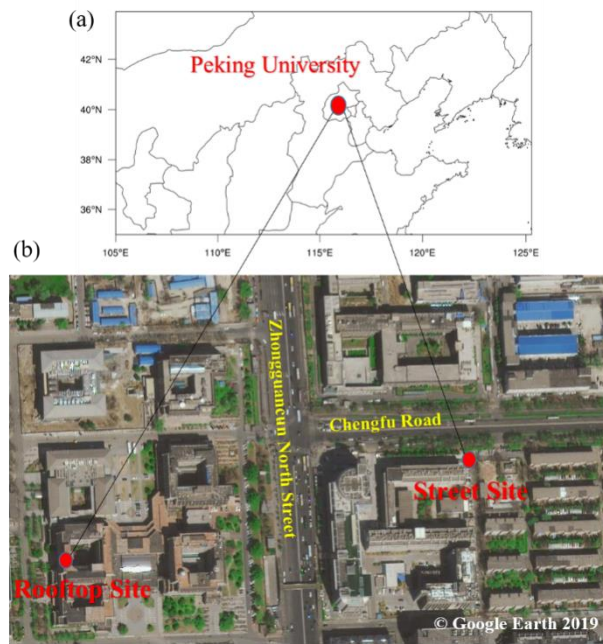 (a)
42°N
Peking University
40°N
38°N
36°N
105°E
110°E
115°E
120°E
125°E
(b)
Zhongguancun North Street
Chengfu Road
Street Site
Rooftop Site
© Google Earth 2019